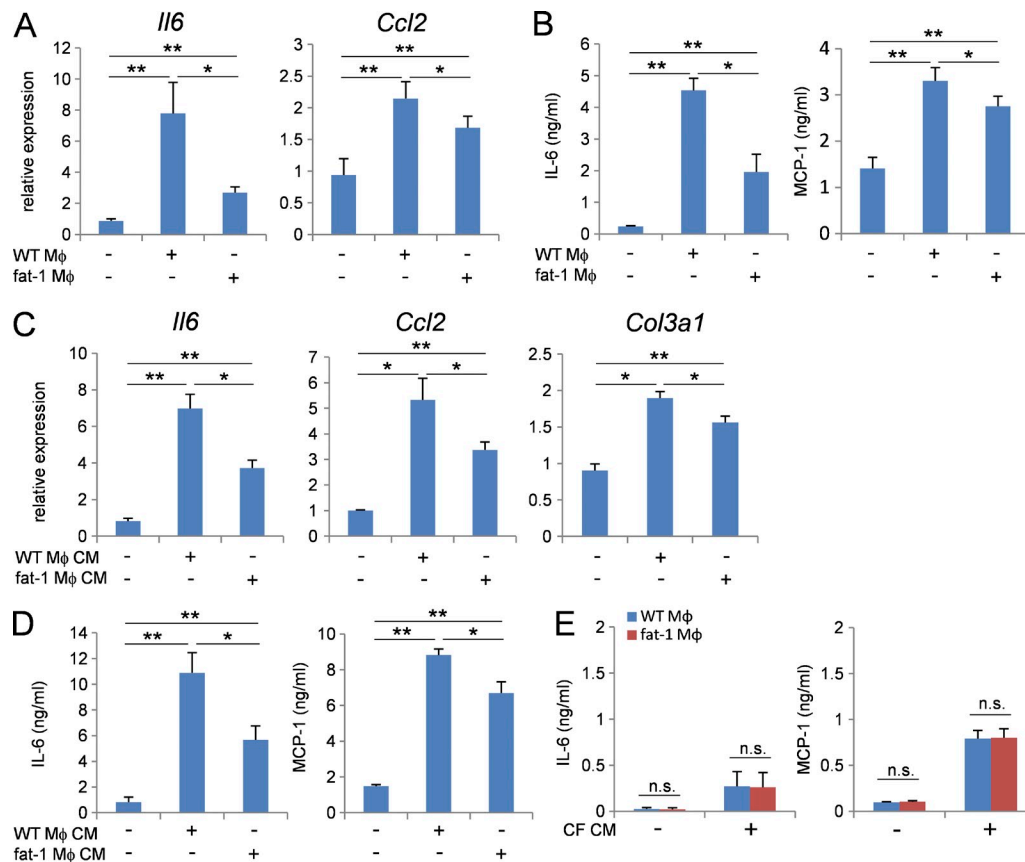 A
Il6
Ccl2
relative expression
12
10
8
6
4
2
0
3
2.5
2
1.5
1
0.5
0
** ** *
** ** *
WT Mϕ - + - - + -
fat-1 Mϕ - - + - - +
B
IL-6 (ng/ml)
6
5
4
3
2
1
0
** ** *
MCP-1 (ng/ml)
4
3
2
1
0
** ** *
WT Mϕ - + - - + -
fat-1 Mϕ - - + - - +
C
Il6
Ccl2
Col3a1
relative expression
10
8
6
4
2
0
** ** *
7
6
5
4
3
2
1
0
** * *
2.5
2
1.5
1
0.5
0
** * *
WT Mϕ CM - + - - + - - + -
fat-1 Mϕ CM - - + - - + - - +
D
IL-6 (ng/ml)
14
12
10
8
6
4
2
0
** ** *
MCP-1 (ng/ml)
10
8
6
4
2
0
** ** *
WT Mϕ CM - + - - + -
fat-1 Mϕ CM - - + - - +
E
WT Mϕ
fat-1 Mϕ
IL-6 (ng/ml)
2
1.5
1
0.5
0
n.s. n.s.
MCP-1 (ng/ml)
2
1.5
1
0.5
0
n.s. n.s.
CF CM - + - +